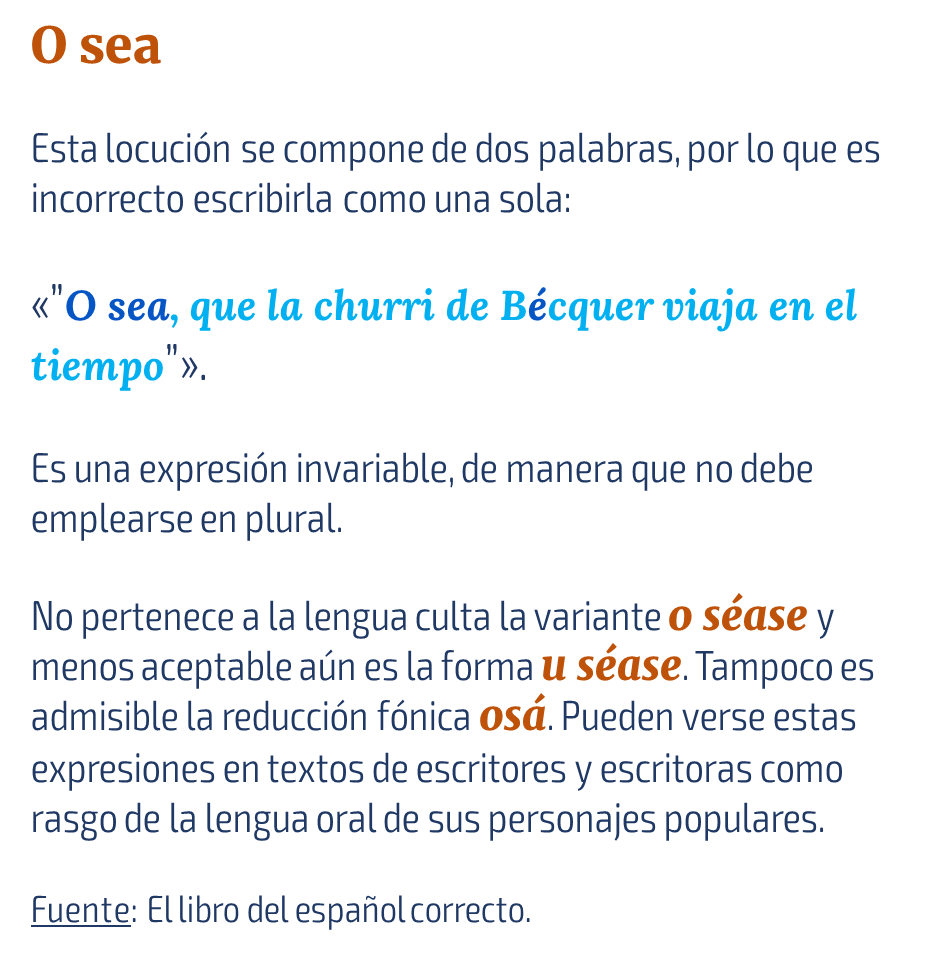 O sea
Esta locución se compone de dos palabras, por lo que es
incorrecto escribirla como una sola:
«"O sea, que la churri de Bécquer viaja en el
tiempo"».
Es una expresión invariable, de manera que no debe
emplearse en plural.
No pertenece a la lengua culta la variante o séase y
menos aceptable aún es la forma u séase. Tampoco es
admisible la reducción fónica osá. Pueden verse estas
expresiones en textos de escritores y escritoras como
rasgo de la lengua oral de sus personajes populares.
Fuente: El libro del español correcto.